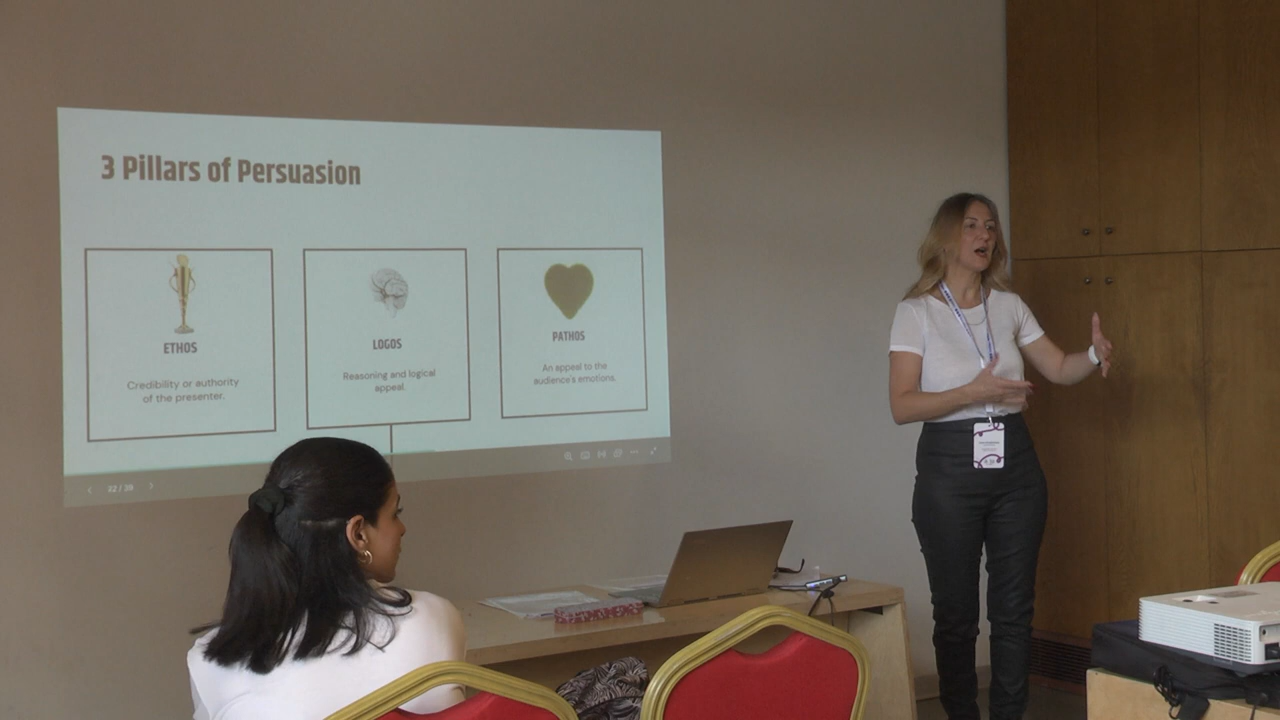 3 Pillars of Persuasion
ETHOS
Credibility or authority
of the presenter.
LOGOS
Reasoning and logical
appeal.
PATHOS
An appeal to the
audience's emotions.